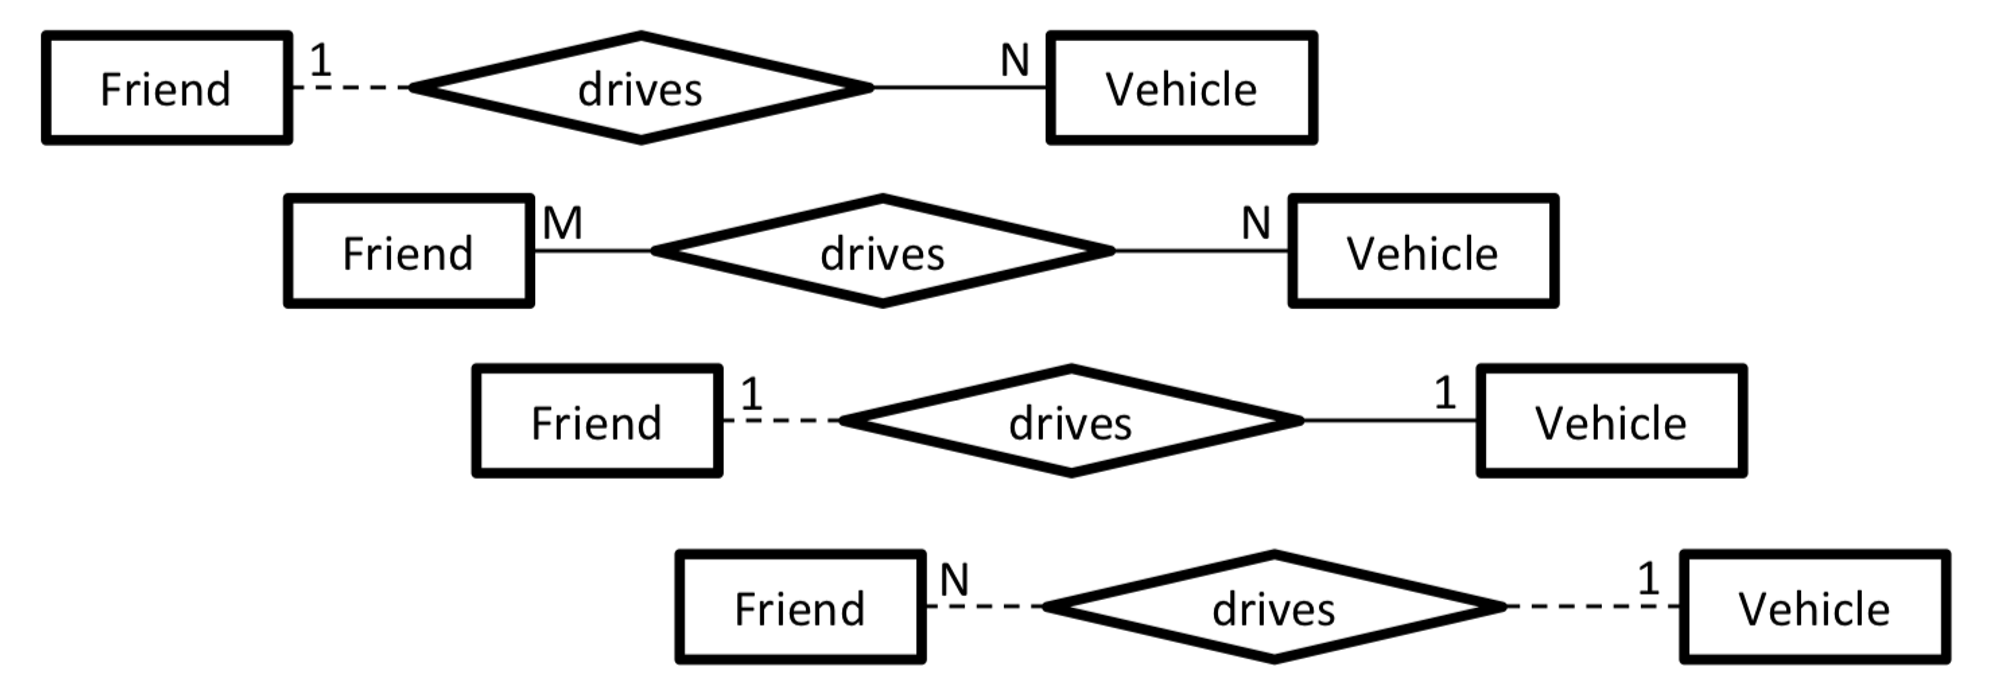 Friend 1 drives N Vehicle
Friend M drives N Vehicle
Friend 1 drives 1 Vehicle
Friend N drives 1 Vehicle